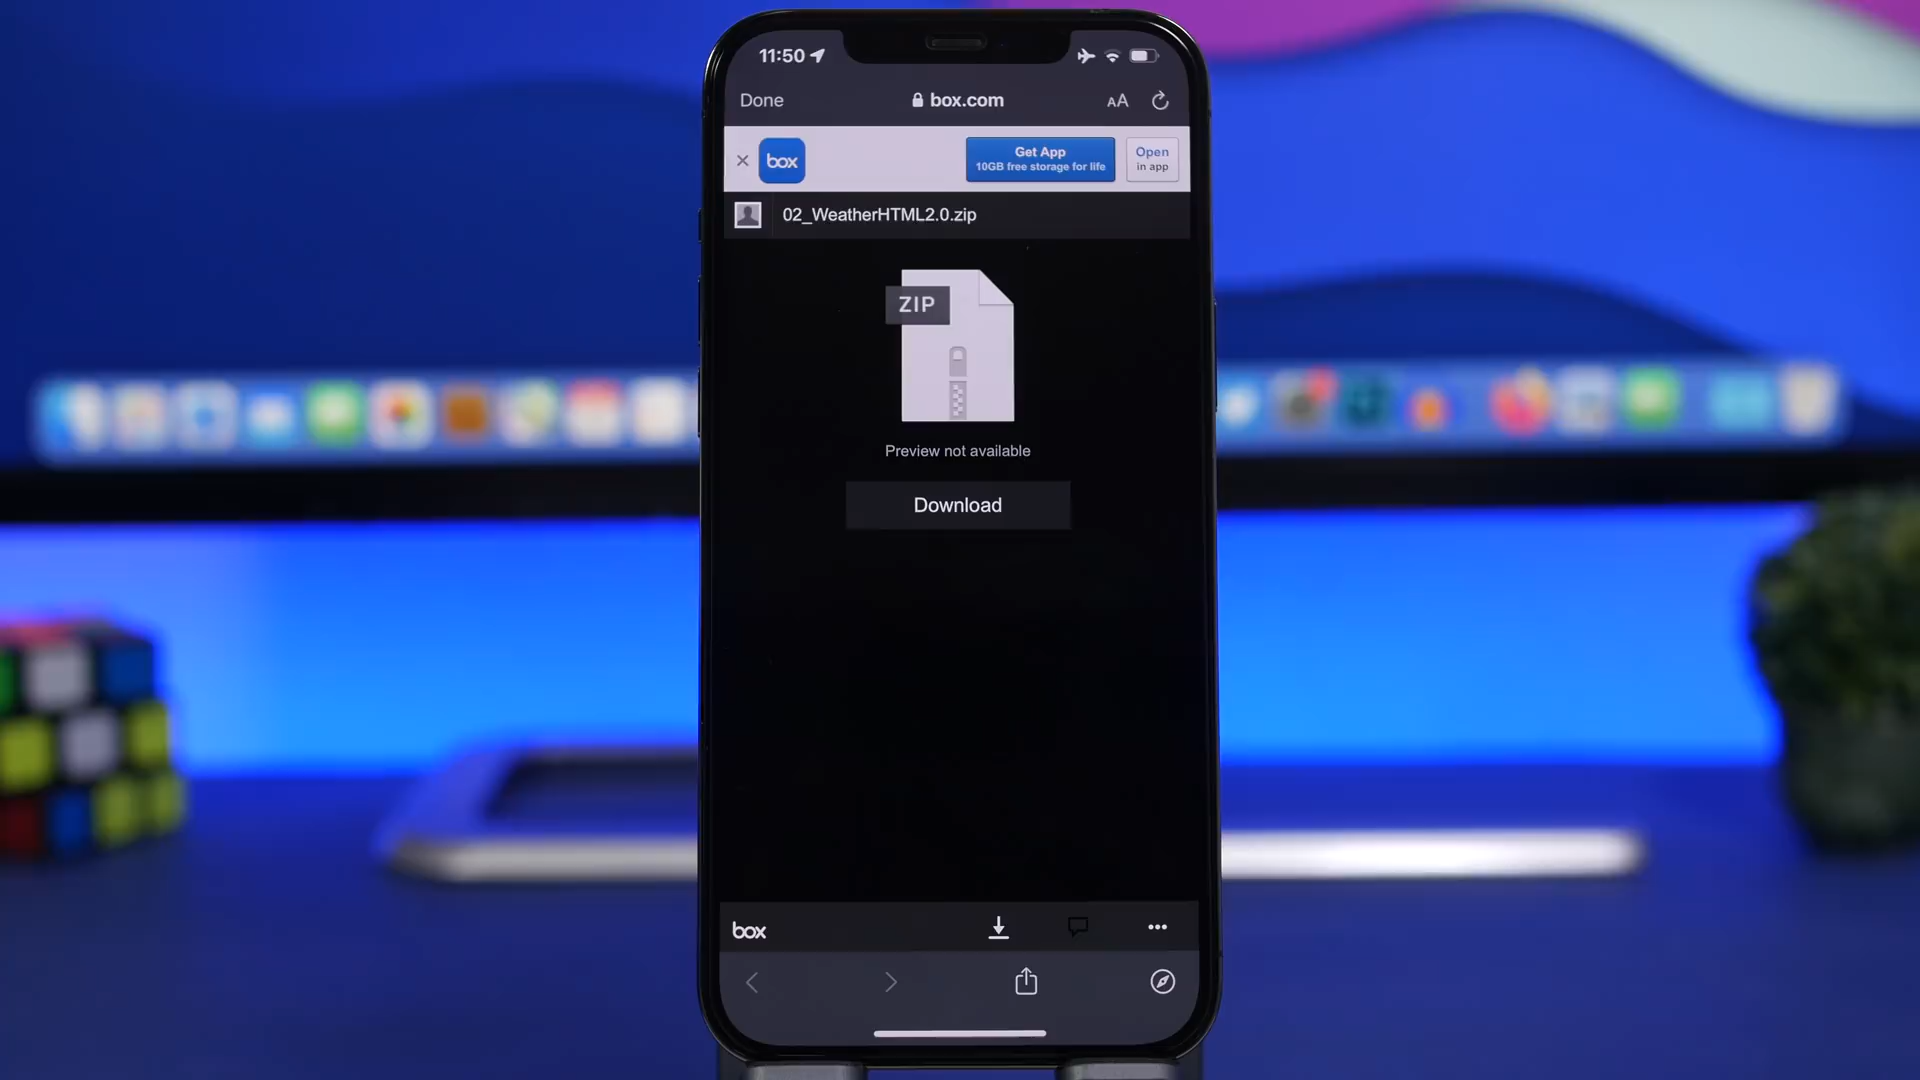 11:50
Done
box.com
AA
box
Get App
10GB free storage for life
Open
in app
02_WeatherHTML2.0.zip
ZIP
Preview not available
Download
box